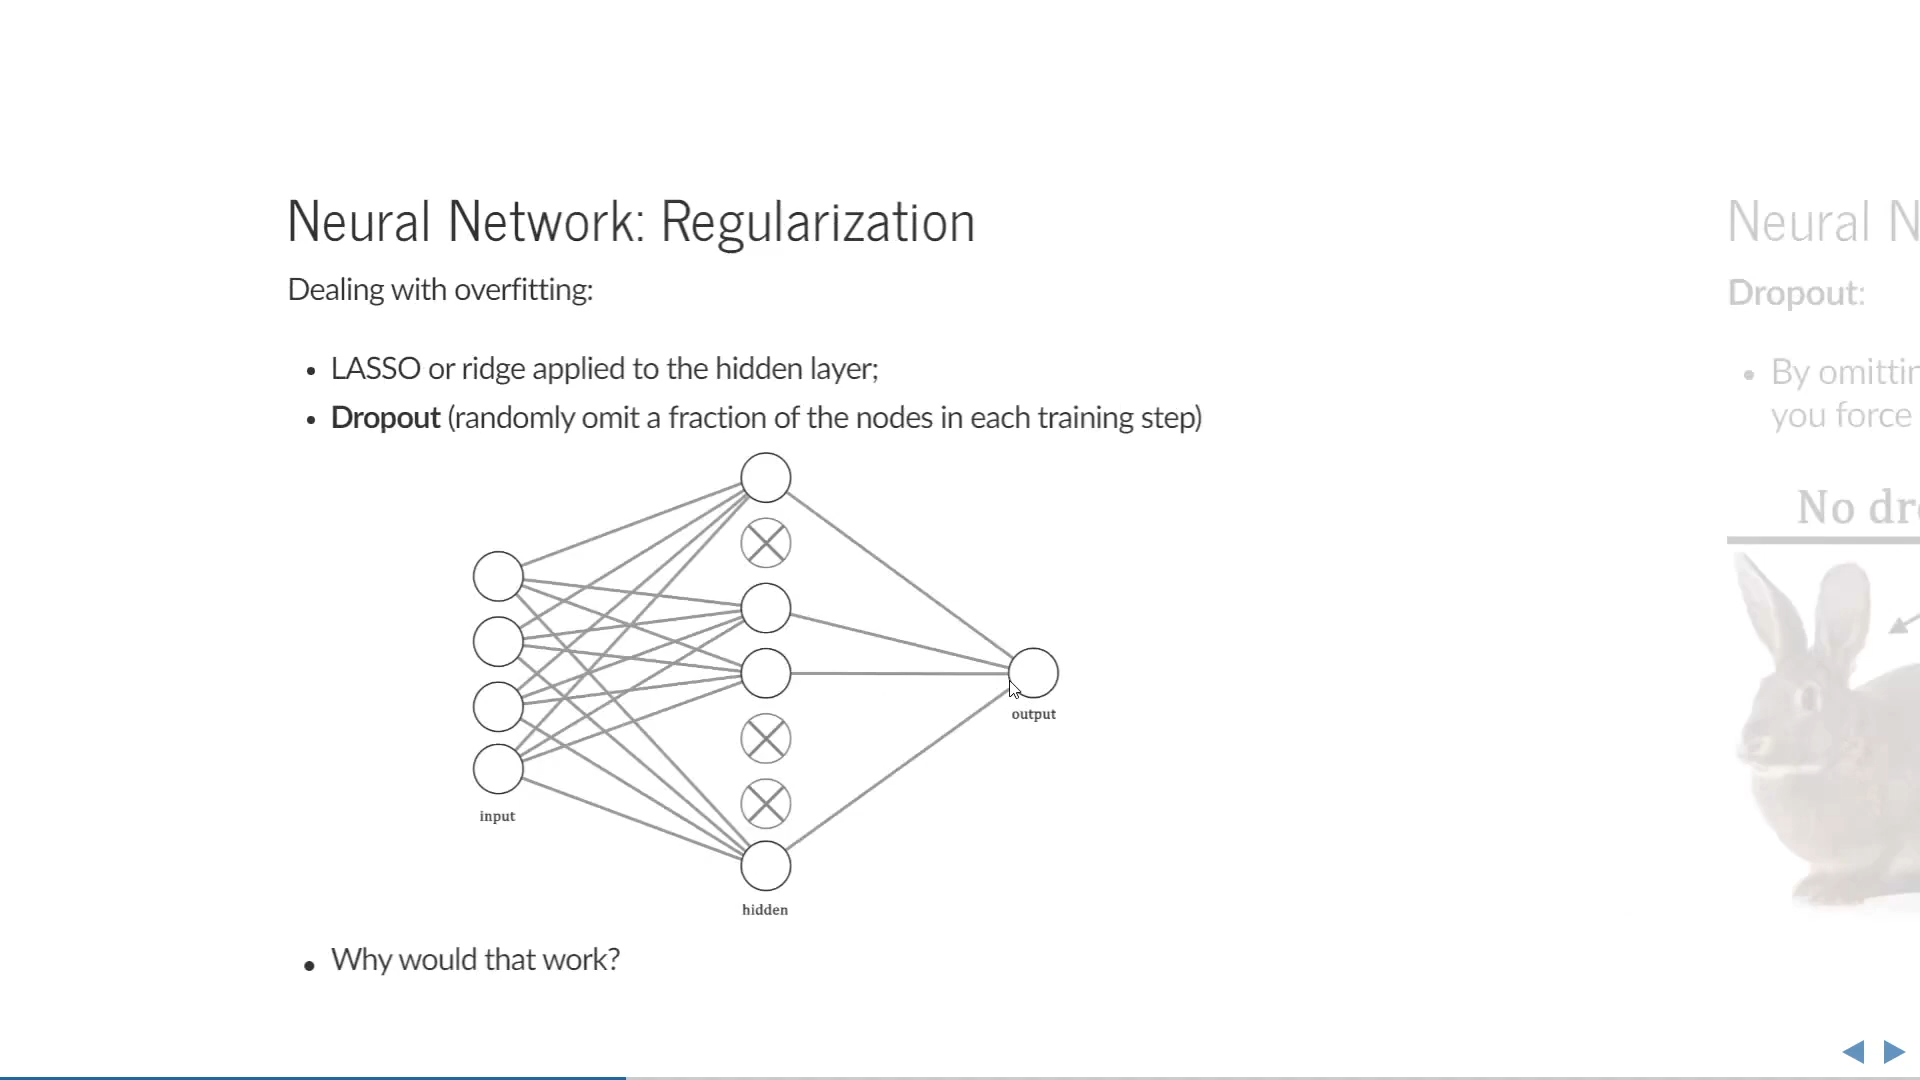 Neural Network: Regularization
Dealing with overfitting:
• LASSO or ridge applied to the hidden layer;
• Dropout (randomly omit a fraction of the nodes in each training step)
input
hidden
output
• Why would that work?
Neural N
Dropout:
• By omittin
you force
No dr